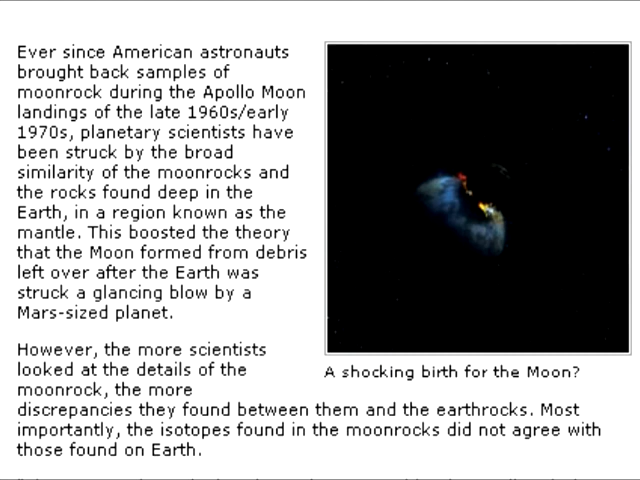 Ever since American astronauts
brought back samples of
moonrock during the Apollo Moon
landings of the late 1960s/early
1970s, planetary scientists have
been struck by the broad
similarity of the moonrocks and
the rocks found deep in the
Earth, in a region known as the
mantle. This boosted the theory
that the Moon formed from debris
left over after the Earth was
struck a glancing blow by a
Mars-sized planet.
However, the more scientists
looked at the details of the
moonrock, the more
discrepancies they found between them and the earthrocks. Most
importantly, the isotopes found in the moonrocks did not agree with
those found on Earth.
A shocking birth for the Moon?